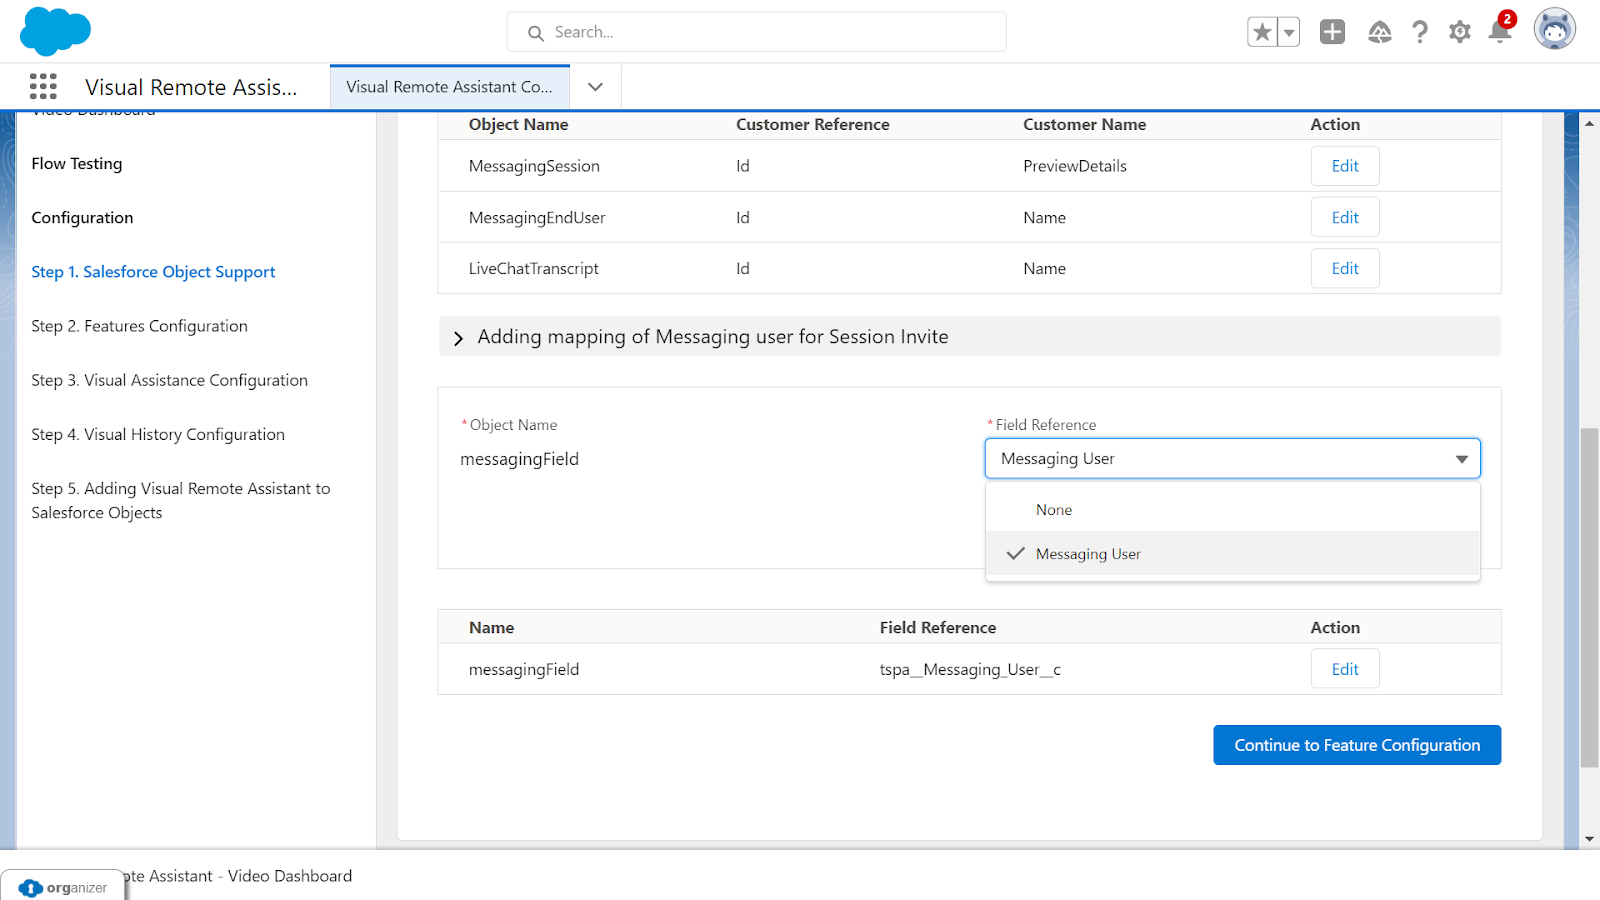 Search...
2
Visual Remote Assis...
Visual Remote Assistant Co...
Video Dashboard
Flow Testing
Configuration
Step 1. Salesforce Object Support
Step 2. Features Configuration
Step 3. Visual Assistance Configuration
Step 4. Visual History Configuration
Step 5. Adding Visual Remote Assistant to
Salesforce Objects
Object Name Customer Reference Customer Name Action
MessagingSession Id PreviewDetails Edit
MessagingEndUser Id Name Edit
LiveChatTranscript Id Name Edit
Adding mapping of Messaging user for Session Invite
*Object Name
messagingField
*Field Reference
Messaging User
None
Messaging User
Name Field Reference Action
messagingField tspa__Messaging_User__c Edit
Continue to Feature Configuration
ote Assistant - Video Dashboard
organizer